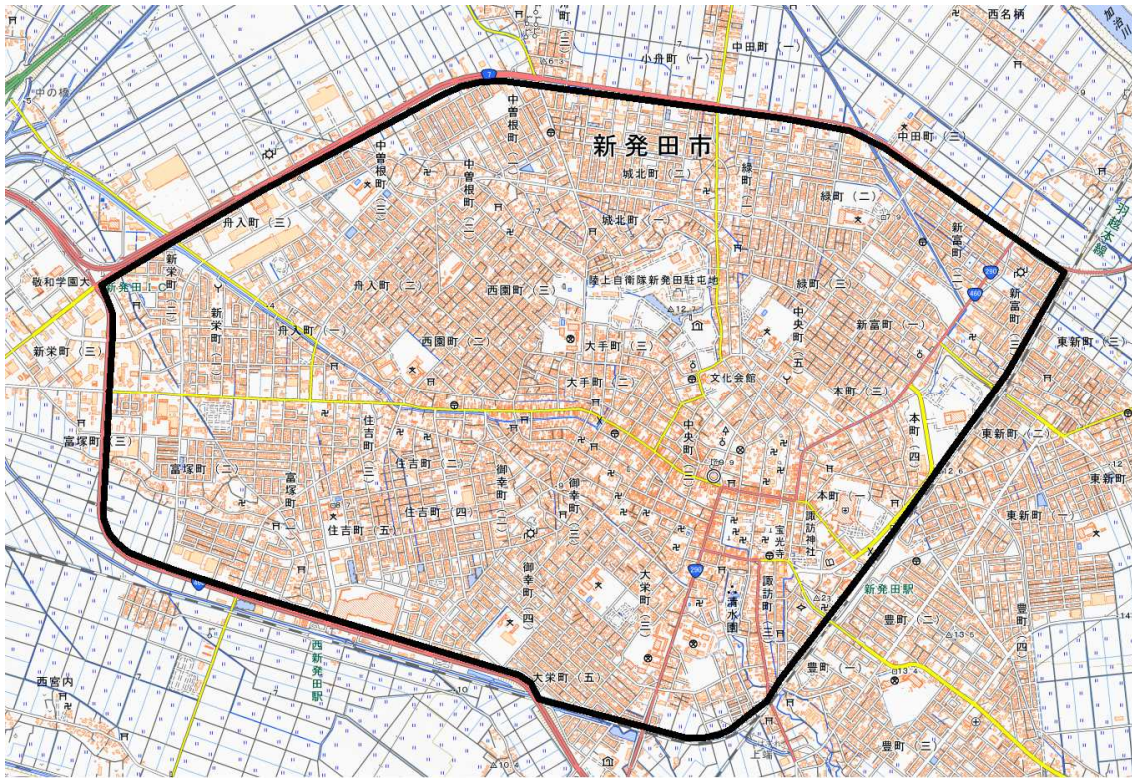 西名柄
加治川
中田町(一)
小舟町(一)
中の橋
7
中曽根町
新発田市
中田町(三)
中曽根町(三)
中曽根町(二)
城北町(二)
緑町(一)
緑町(二)
羽越本線
舟入町(三)
城北町(一)
新富町(二)
敬和学園大
新発田IC
新栄町(二)
舟入町(二)
西園町(三)
陸上自衛隊新発田駐屯地
緑町(三)
290
460
新富町(三)
新栄町(一)
舟入町(一)
中央町(五)
新富町(一)
東新町(三)
新栄町(三)
西園町(二)
大手町(三)
大手町(二)
文化会館
本町(三)
本町(四)
東新町(二)
富塚町(三)
住吉町(三)
中央町(三)
富塚町(二)
住吉町(二)
御幸町(二)
御幸町(三)
富塚町(一)
住吉町(四)
本町(一)
東新町(一)
東新町
住吉町(五)
諏訪神社
宝光寺
御幸町(四)
大栄町(三)
290
清水園
諏訪町(三)
新発田駅
豊町(二)
豊町(四)
13.5
西新発田駅
豊町(一)
13.4
大栄町(五)
西宮内
10.4
豊町(三)